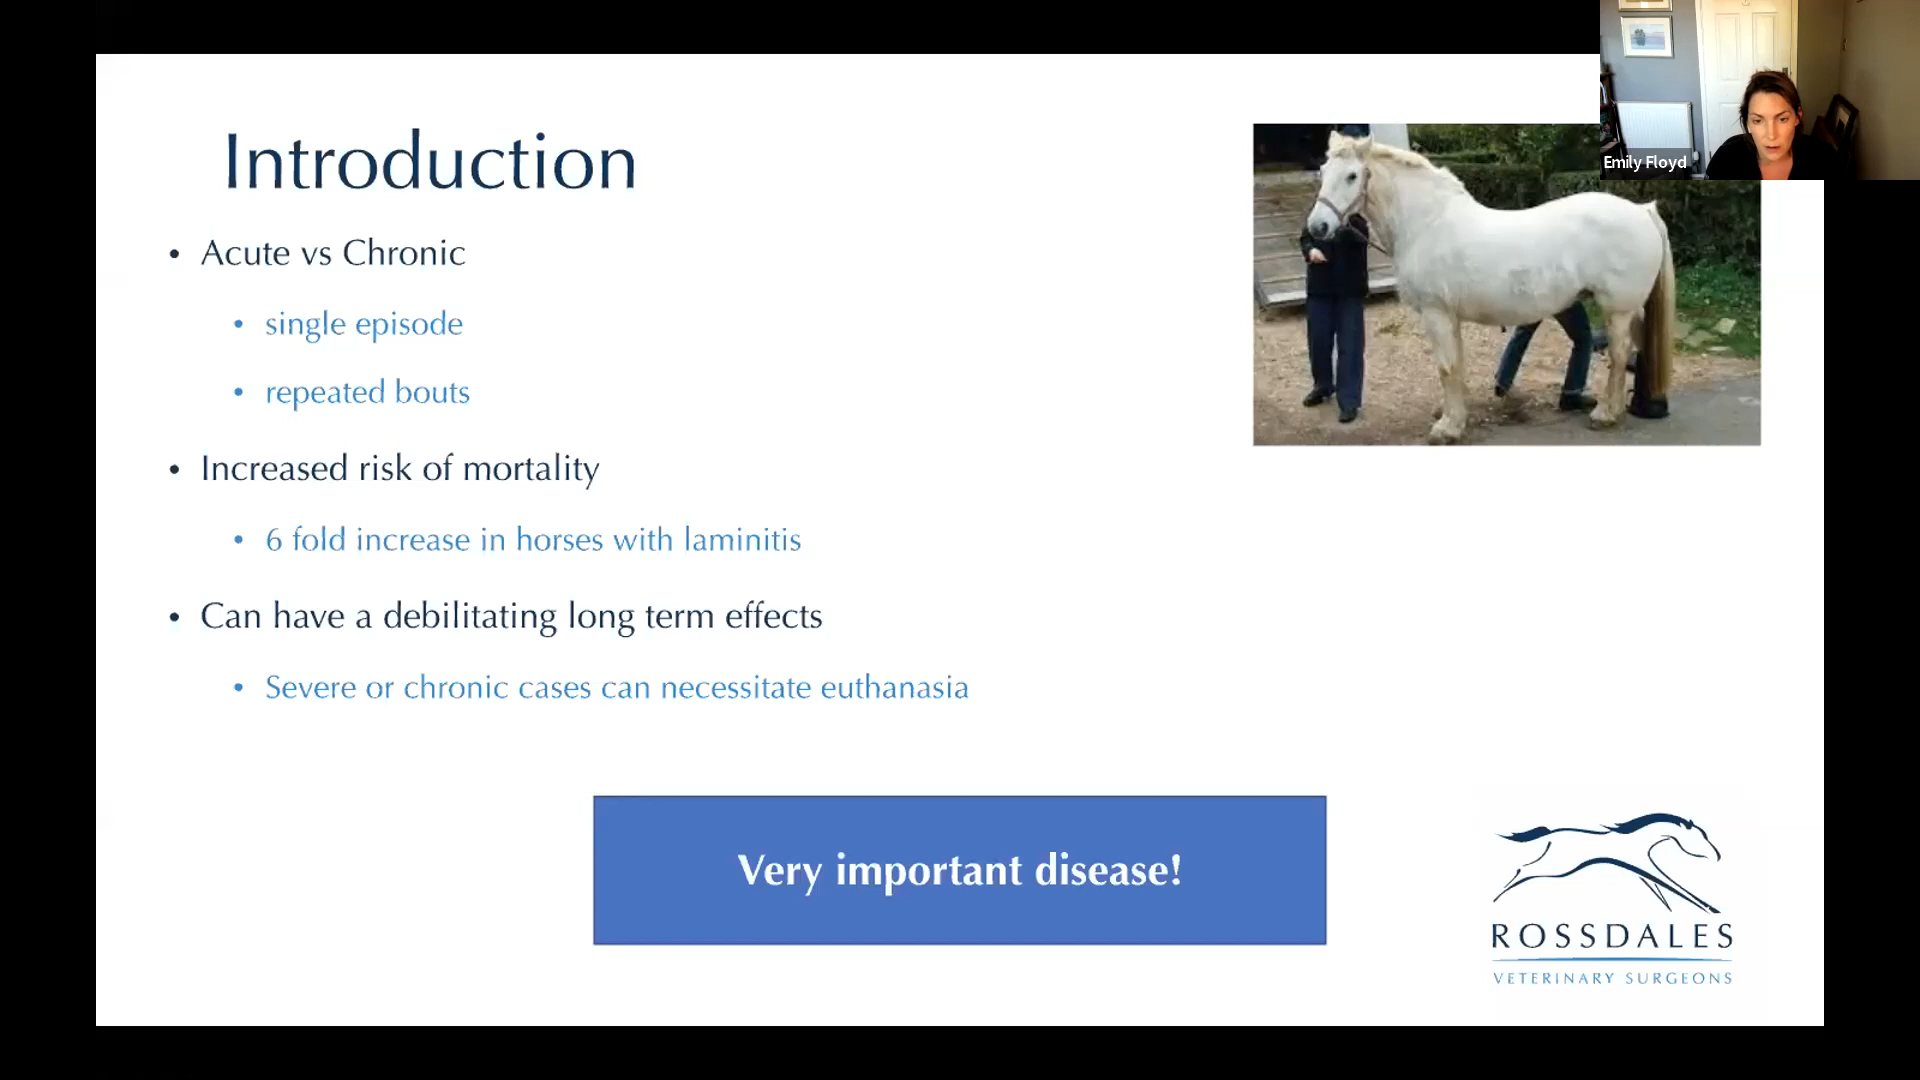 Introduction
• Acute vs Chronic
• single episode
• repeated bouts
• Increased risk of mortality
• 6 fold increase in horses with laminitis
• Can have a debilitating long term effects
• Severe or chronic cases can necessitate euthanasia
Very important disease!
Emily Floyd
ROSSDALES
VETERINARY SURGEONS